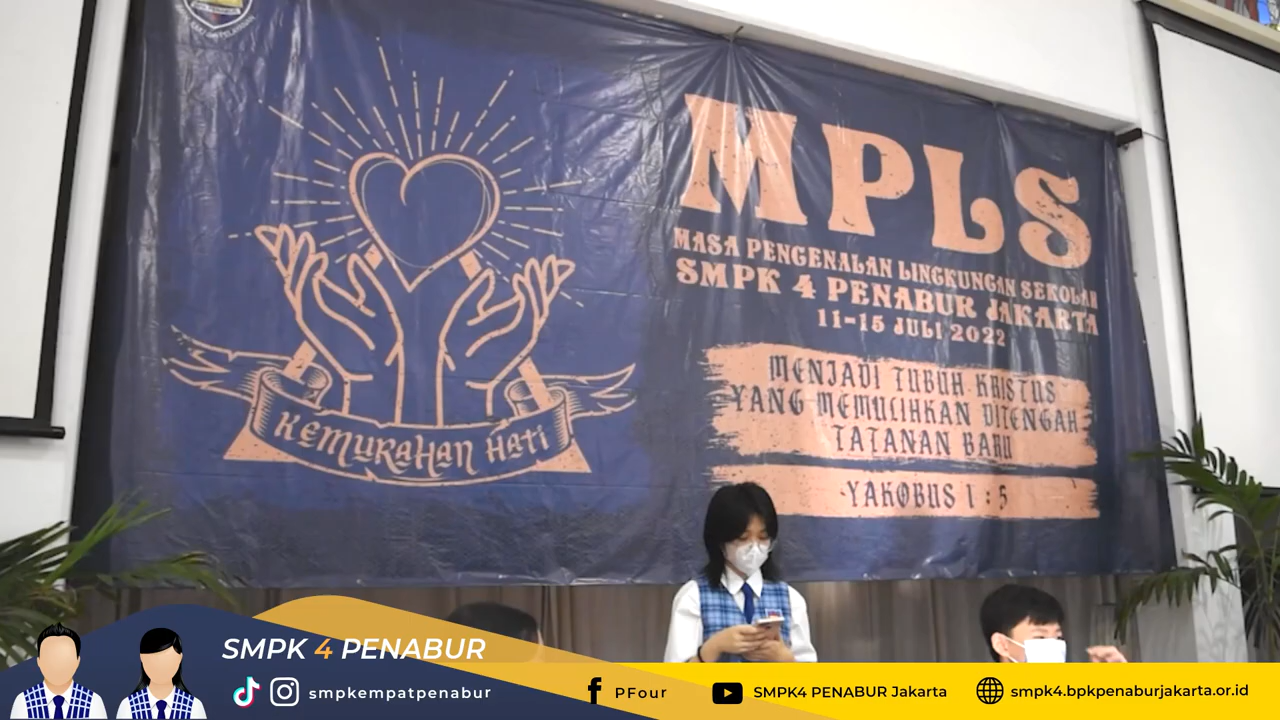 MPLS
MASA PENGENALAN LINGKUNGAN SEKOLAH
SMPK 4 PENABUR JAKARTA
11-15 JULI 2022
MENJADI TUBUH KRISTUS
YANG MEMULIHKAN DITENGAH
TATANAN BARU
YAKOBUS 1 : 5
KEMURAHAN HATI
SMPK 4 PENABUR
smpkempatpenabur
PFour
SMPK4 PENABUR Jakarta
smpk4.bpkpenaburjakarta.or.id